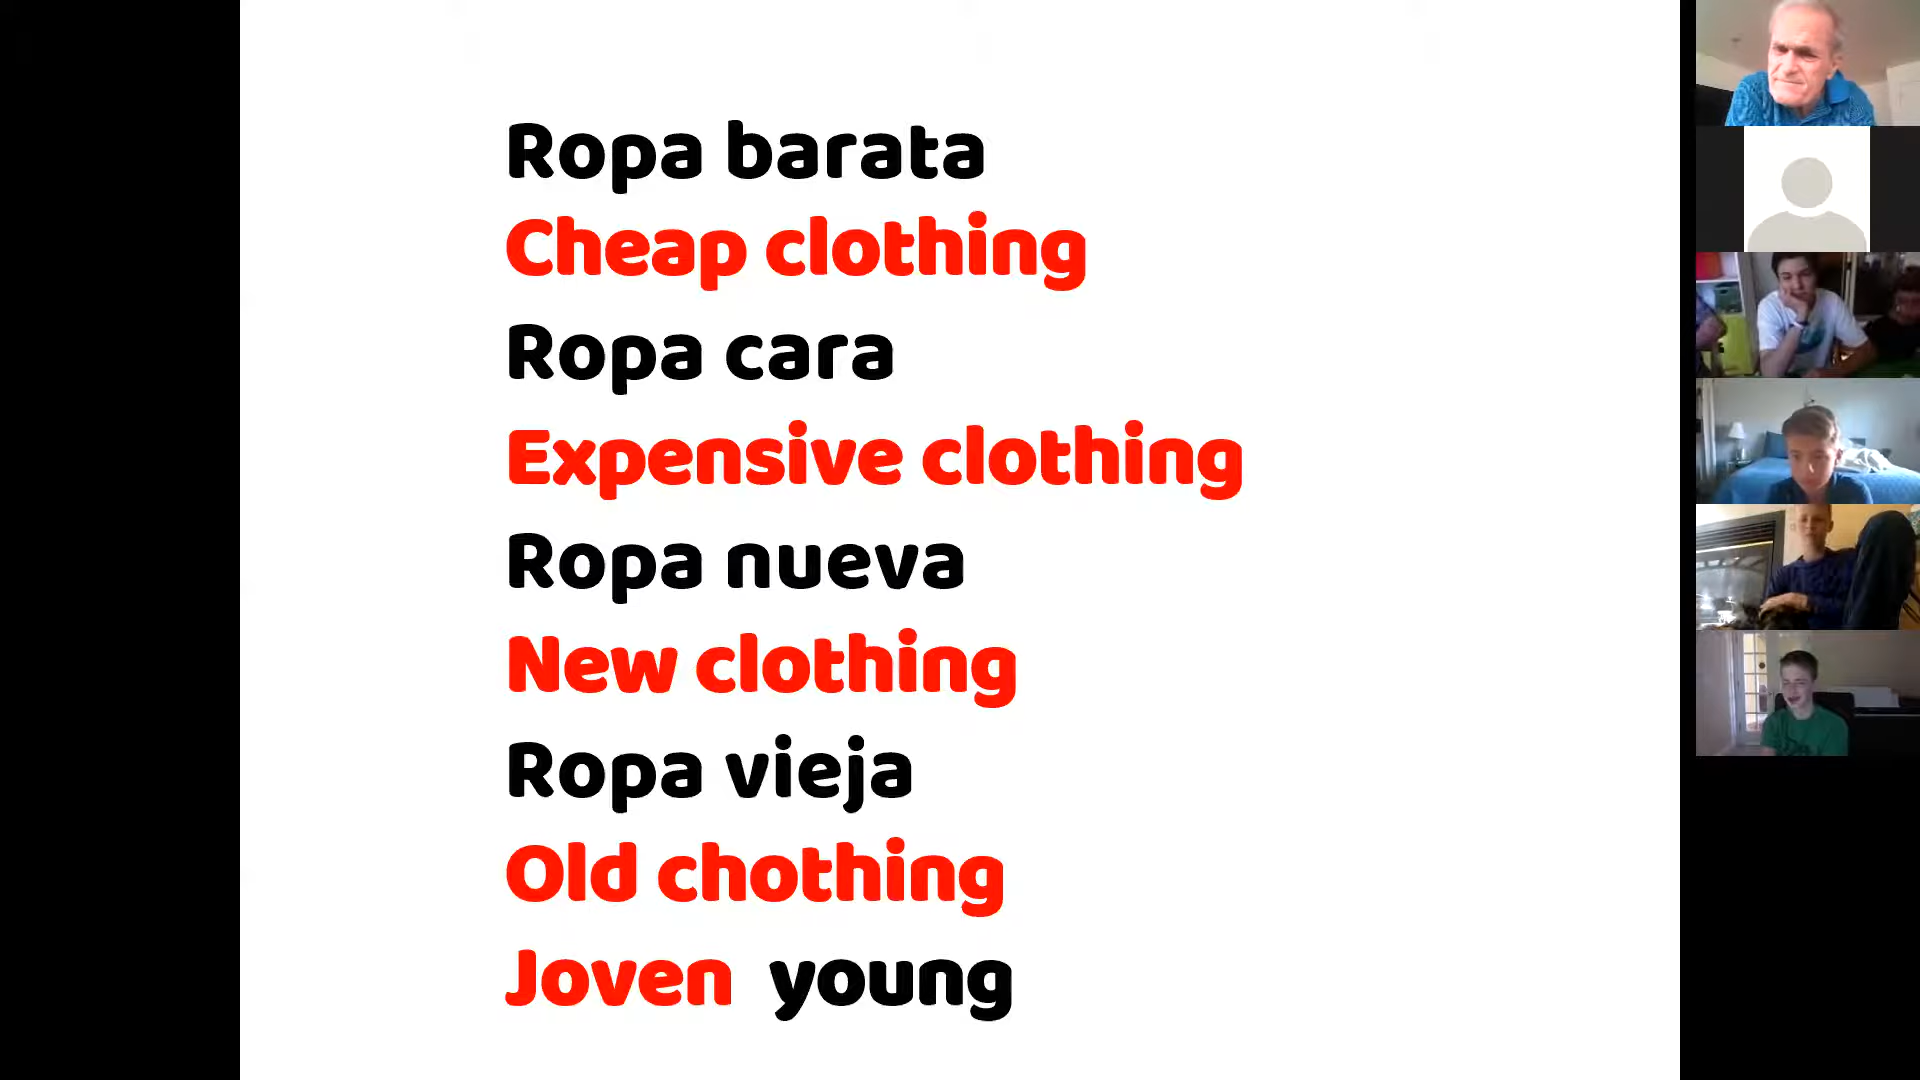 Ropa barata
Cheap clothing
Ropa cara
Expensive clothing
Ropa nueva
New clothing
Ropa vieja
Old chothing
Joven young